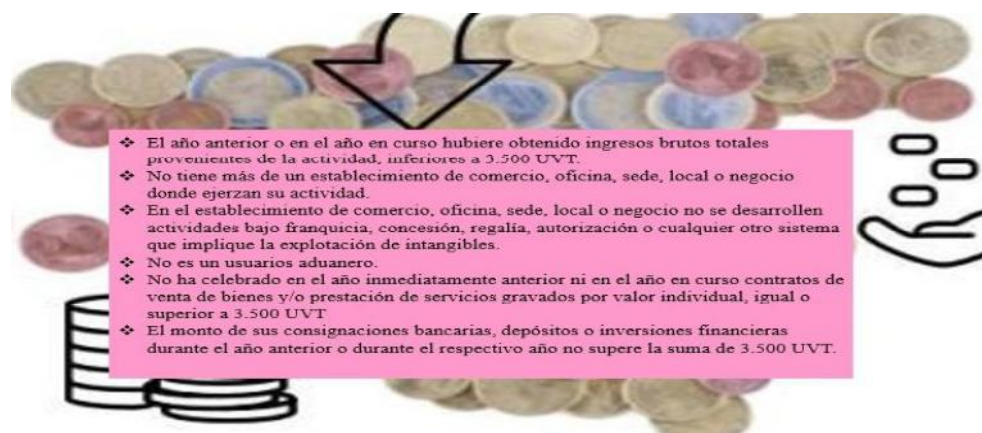 ❖ El año anterior o en el año en curso hubiere obtenido ingresos brutos totales
provenientes de la actividad, inferiores a 3.500 UVT.
❖ No tiene más de un establecimiento de comercio, oficina, sede, local o negocio
donde ejerzan su actividad.
❖ En el establecimiento de comercio, oficina, sede, local o negocio no se desarrollen
actividades bajo franquicia, concesión, regalía, autorización o cualquier otro sistema
que implique la explotación de intangibles.
❖ No es un usuarios aduanero.
❖ No ha celebrado en el año inmediatamente anterior ni en el año en curso contratos de
venta de bienes y/o prestación de servicios gravados por valor individual, igual o
superior a 3.500 UVT
❖ El monto de sus consignaciones bancarias, depósitos o inversiones financieras
durante el año anterior o durante el respectivo año no supere la suma de 3.500 UVT.